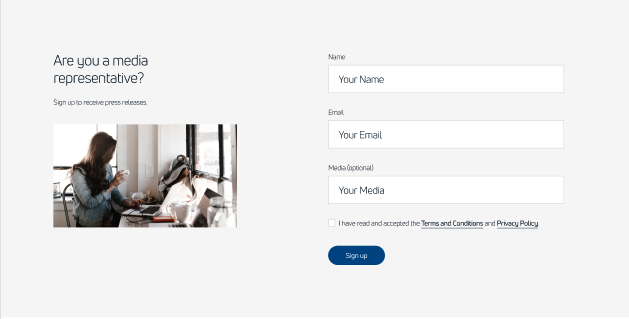 Are you a media
representative?
Sign up to receive press releases.
Name
Your Name
Email
Your Email
Media (optional)
Your Media
I have read and accepted the Terms and Conditions and Privacy Policy.
Sign up